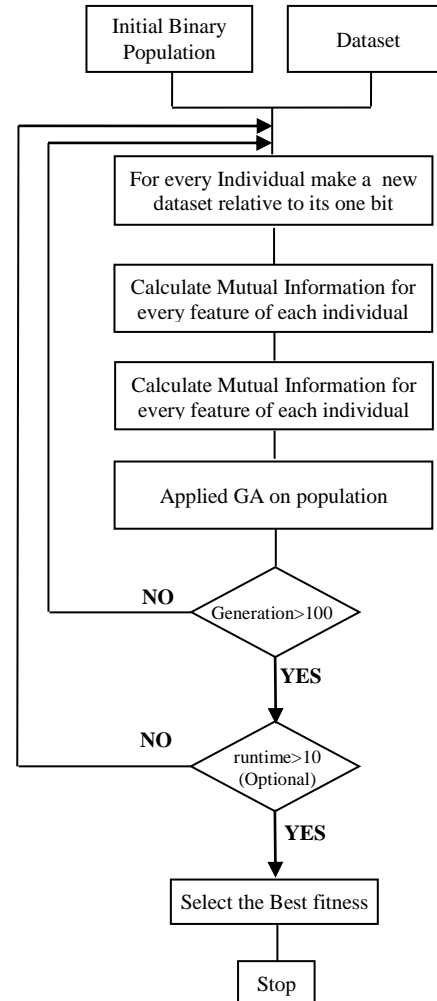 Initial Binary
Population
Dataset
For every Individual make a new
dataset relative to its one bit
Calculate Mutual Information for
every feature of each individual
Calculate Mutual Information for
every feature of each individual
Applied GA on population
NO
Generation>100
YES
NO
runtime>10
(Optional)
YES
Select the Best fitness
Stop